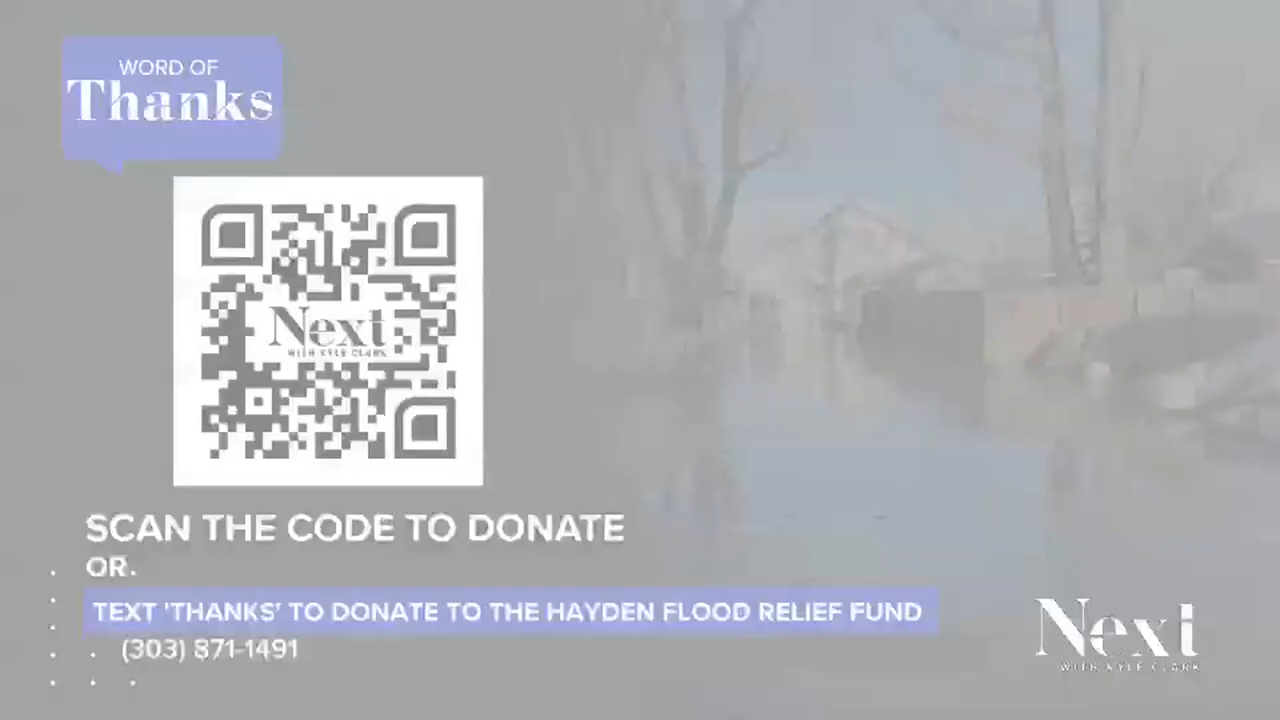 WORD OF
Thanks
Next
WITH KYLE CLARK
SCAN THE CODE TO DONATE
OR
TEXT 'THANKS' TO DONATE TO THE HAYDEN FLOOD RELIEF FUND
(303) 871-1491
Next
WITH KYLE CLARK